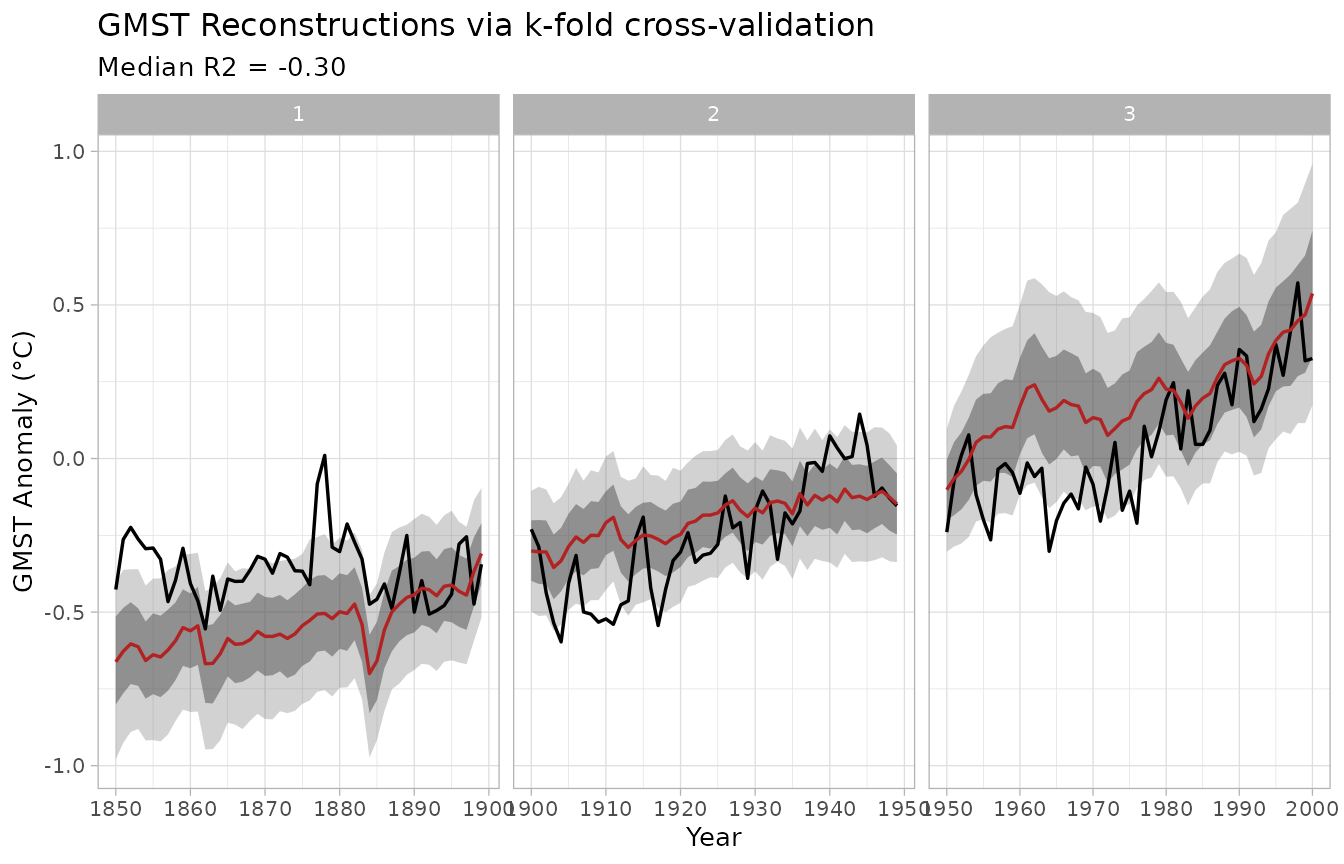 GMST Reconstructions via k-fold cross-validation
Median R2 = -0.30
1 2 3
1.0
0.5
0.0
-0.5
-1.0
GMST Anomaly (°C)
1850 1860 1870 1880 1890 1900 1900 1910 1920 1930 1940 1950 1950 1960 1970 1980 1990 2000
Year